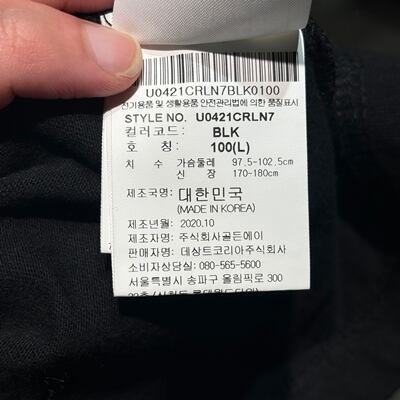 U0421CRLN7BLK0100
전기용품 및 생활용품 안전관리법에 의한 품질표시
STYLE NO. U0421CRLN7
컬러코드: BLK
호 칭: 100(L)
치 수 가슴둘레 97.5-102.5cm
신 장 170-180cm
제조국명: 대한민국
(MADE IN KOREA)
제조년월: 2020.10
제조자명: 주식회사골든에이
판매자명: 데상트코리아주식회사
소비자상담실: 080-565-5600
서울특별시 송파구 올림픽로 300